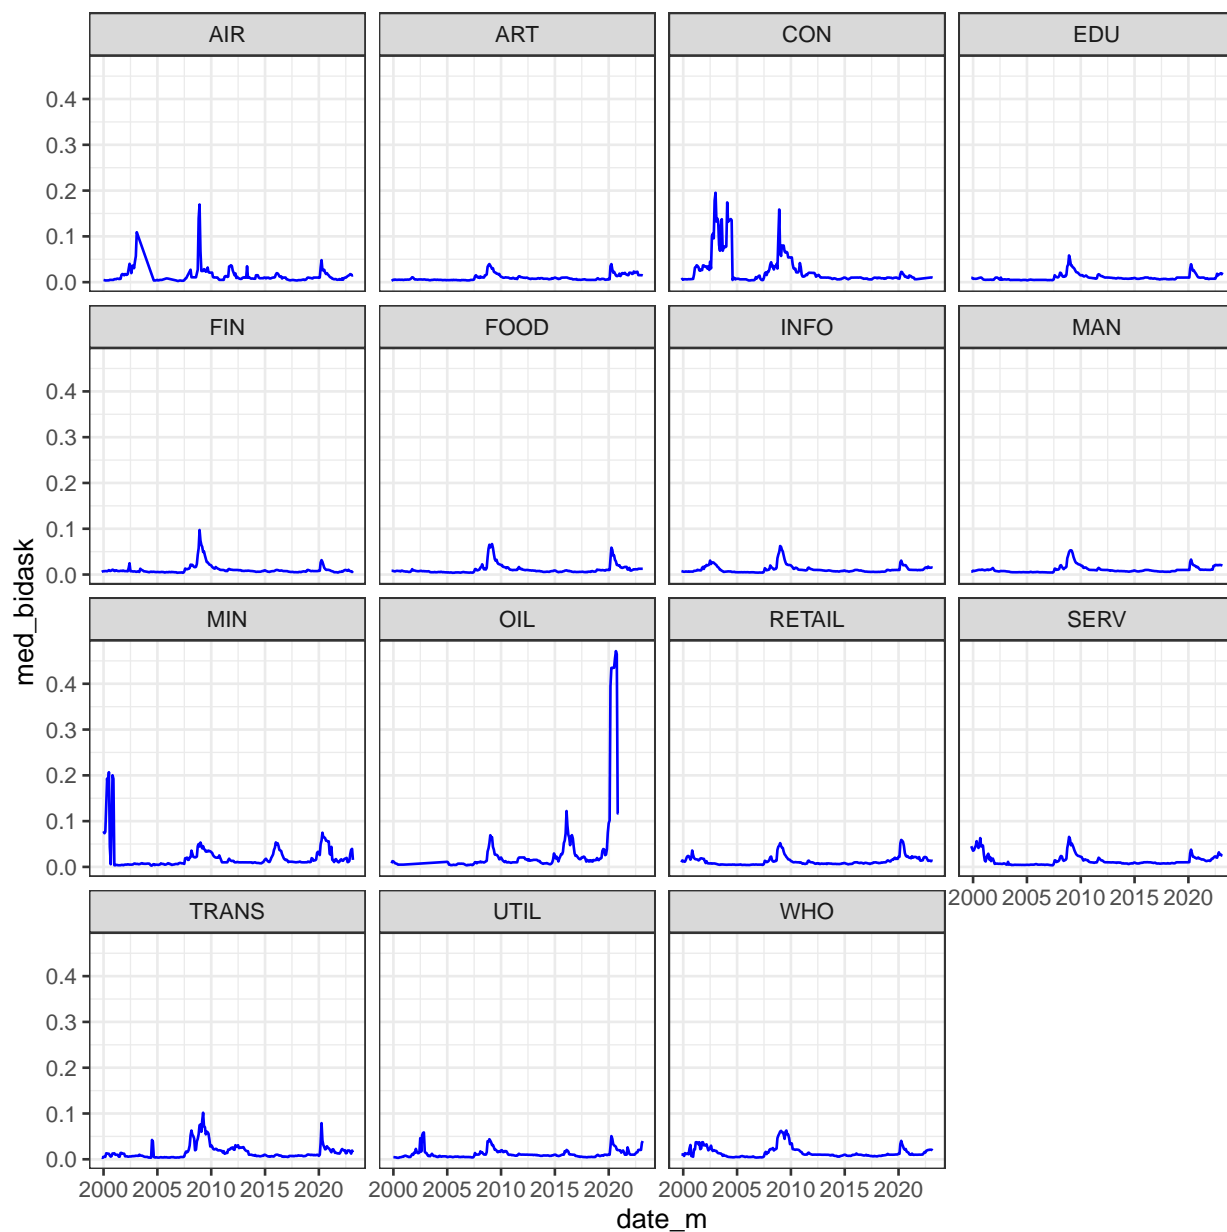 AIR ART CON EDU
0.4
0.3
0.2
0.1
0.0
FIN FOOD INFO MAN
0.4
0.3
0.2
0.1
0.0
med_bidask
MIN OIL RETAIL SERV
0.4
0.3
0.2
0.1
0.0
2000 2005 2010 2015 2020
TRANS UTIL WHO
0.4
0.3
0.2
0.1
0.0
2000 2005 2010 2015 2020 2000 2005 2010 2015 2020 2000 2005 2010 2015 2020
date_m